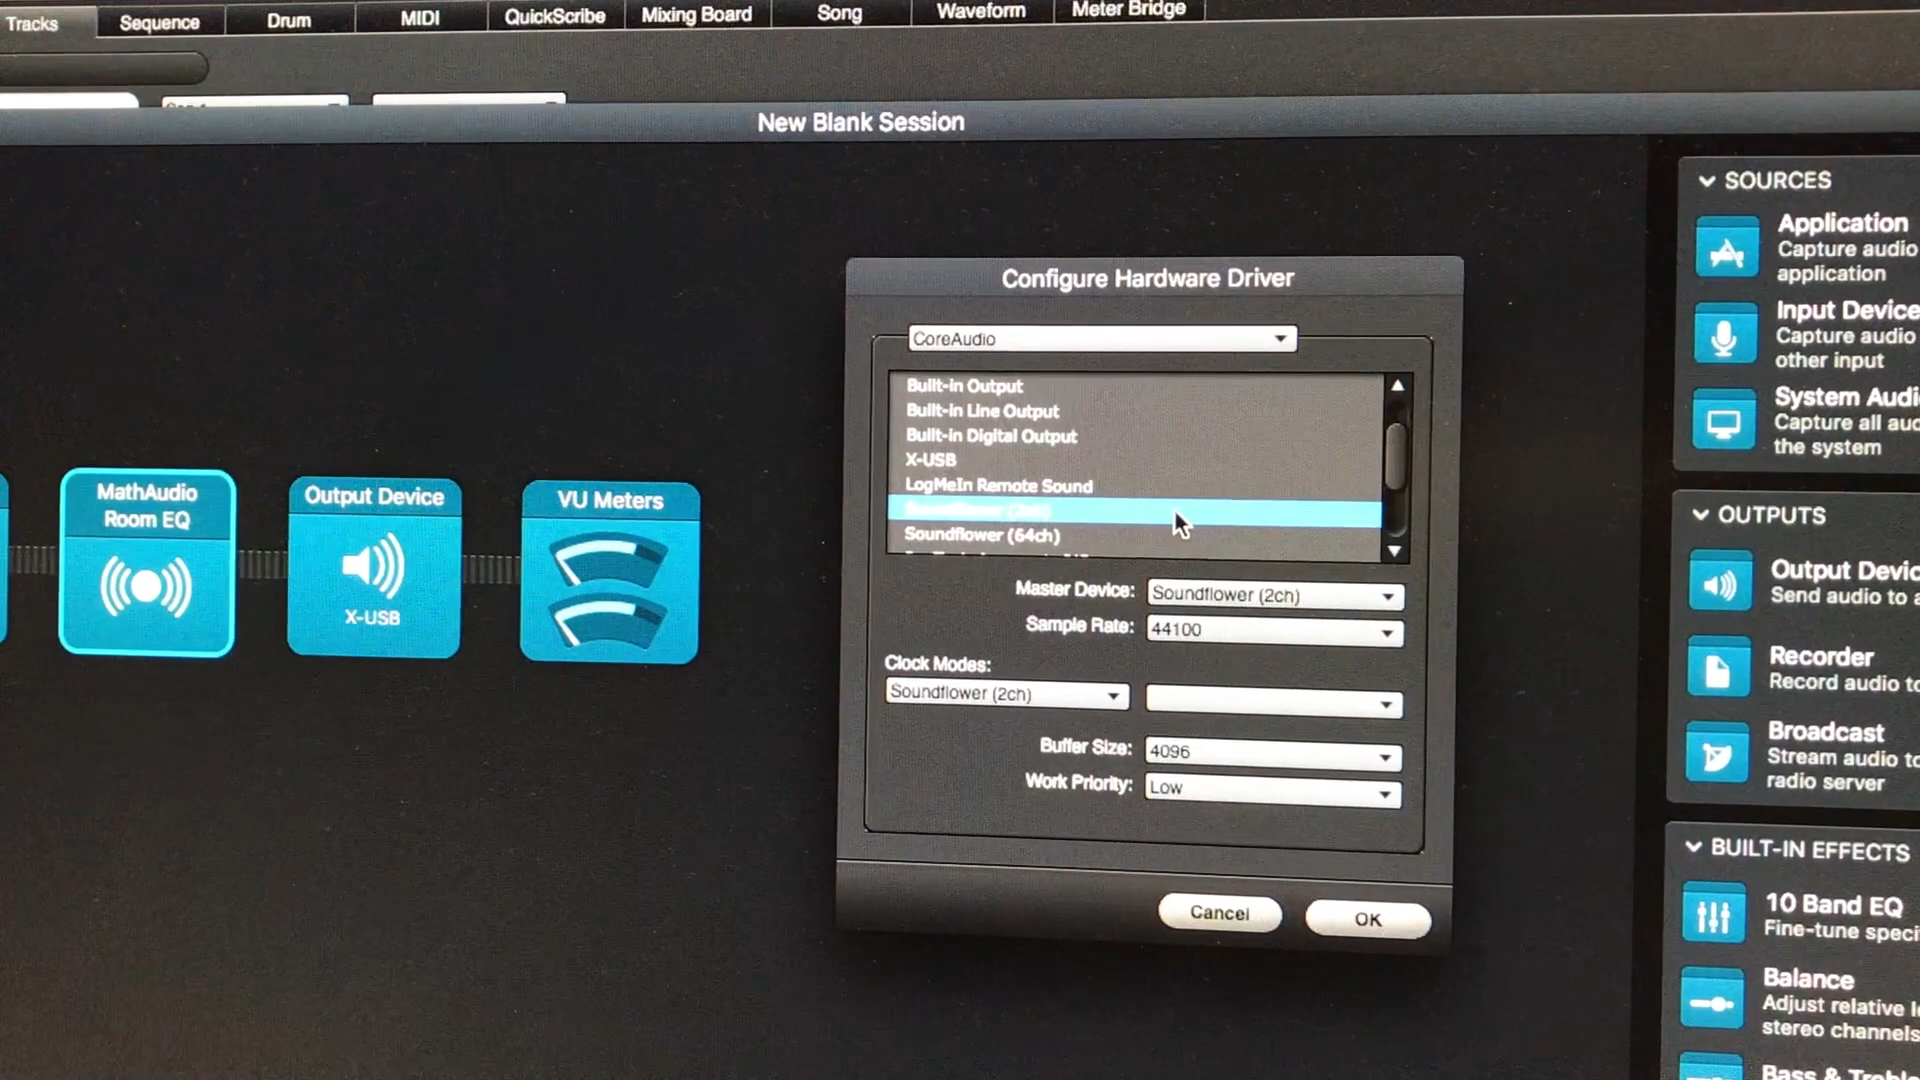 Tracks
Sequence
Drum
MIDI
QuickScribe
Mixing Board
Song
Waveform
Meter Bridge
New Blank Session
MathAudio
Room EQ
Output Device
X-USB
VU Meters
Configure Hardware Driver
CoreAudio
Built-in Output
Built-in Line Output
Built-in Digital Output
X-USB
LogMeIn Remote Sound
Soundflower (2ch)
Soundflower (64ch)
Master Device: Soundflower (2ch)
Sample Rate: 44100
Clock Modes:
Soundflower (2ch)
Buffer Size: 4096
Work Priority: Low
Cancel
OK
SOURCES
Application
Capture audio
application
Input Device
Capture audio
other input
System Audi
Capture all aud
the system
OUTPUTS
Output Devic
Send audio to a
Recorder
Record audio to
Broadcast
Stream audio to
radio server
BUILT-IN EFFECTS
10 Band EQ
Fine-tune speci
Balance
Adjust relative l
stereo channels
Bass & Treble